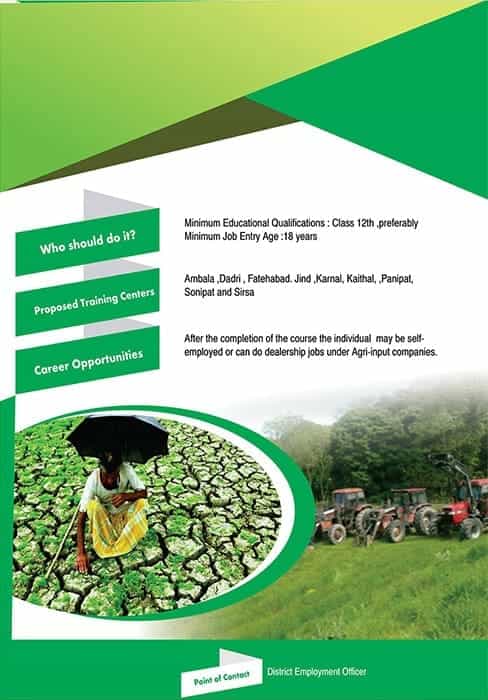 Who should do it?
Minimum Educational Qualifications : Class 12th ,preferably
Minimum Job Entry Age :18 years
Proposed Training Centers
Ambala ,Dadri , Fatehabad. Jind ,Karnal, Kaithal, ,Panipat,
Sonipat and Sirsa
Career Opportunities
After the completion of the course the individual may be self-
employed or can do dealership jobs under Agri-input companies.
Point of Contact
District Employment Officer